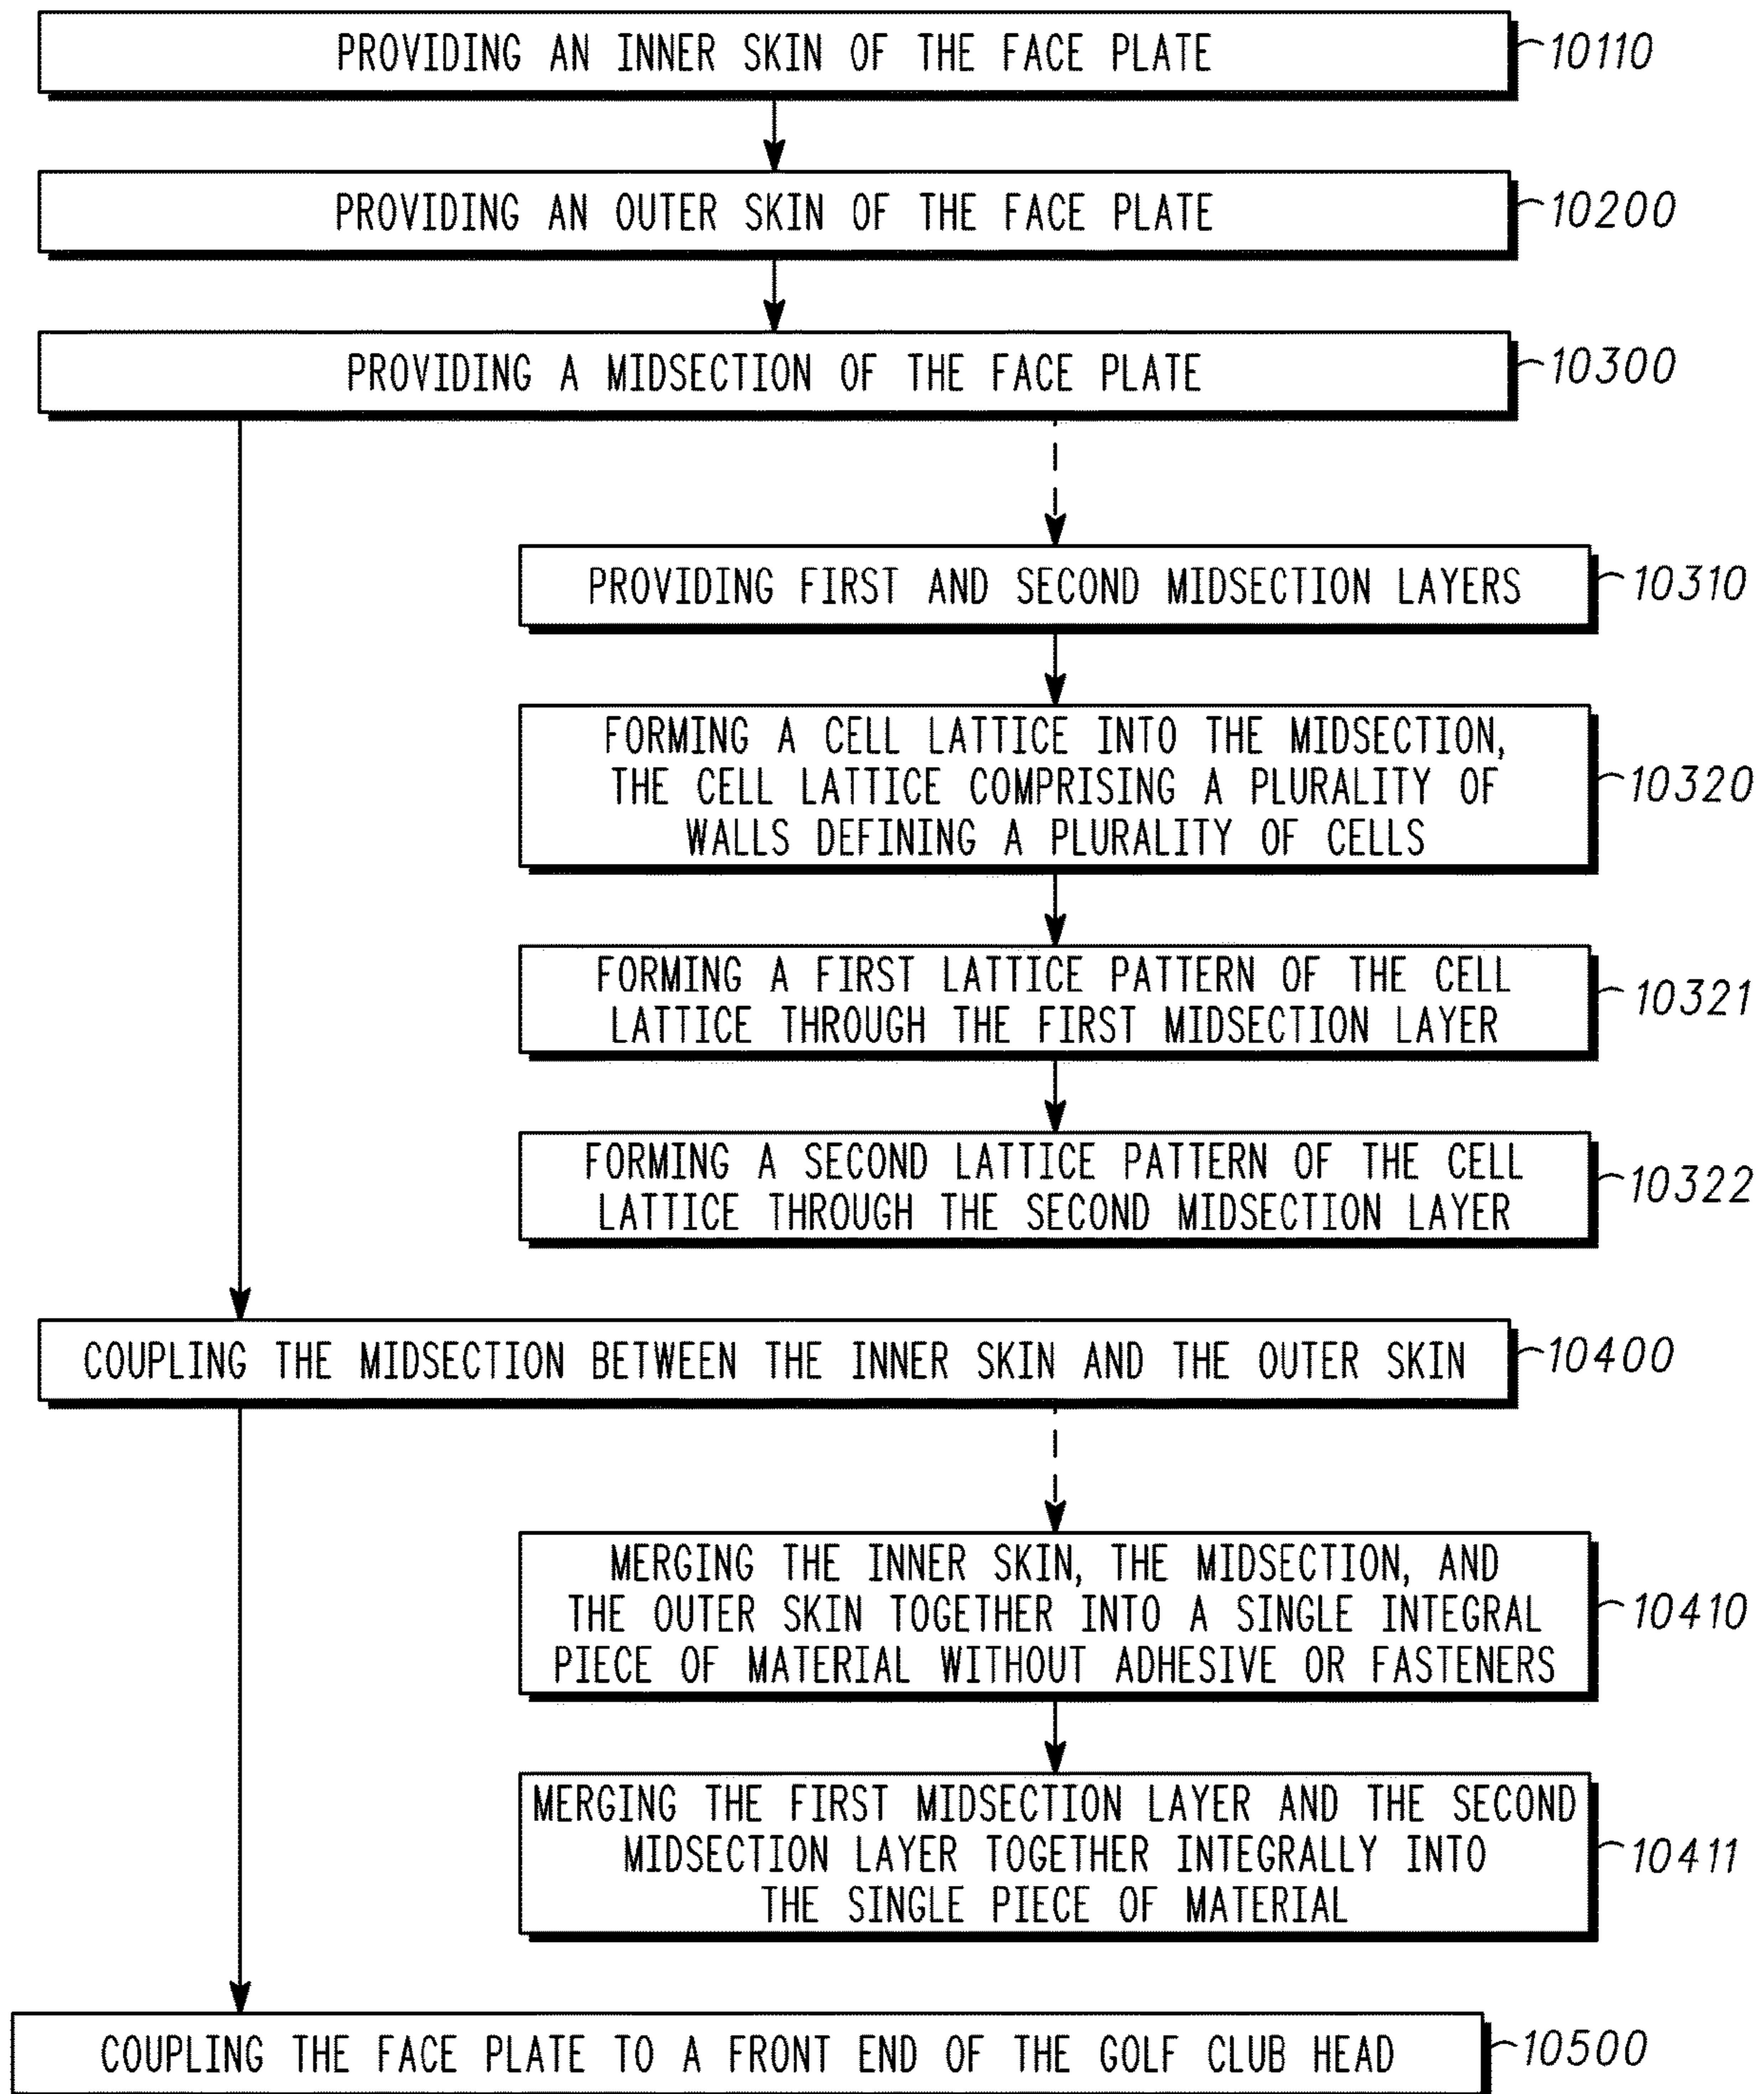 PROVIDING AN INNER SKIN OF THE FACE PLATE
10110
PROVIDING AN OUTER SKIN OF THE FACE PLATE
10200
PROVIDING A MIDSECTION OF THE FACE PLATE
10300
PROVIDING FIRST AND SECOND MIDSECTION LAYERS
10310
FORMING A CELL LATTICE INTO THE MIDSECTION,
THE CELL LATTICE COMPRISING A PLURALITY OF
WALLS DEFINING A PLURALITY OF CELLS
10320
FORMING A FIRST LATTICE PATTERN OF THE CELL
LATTICE THROUGH THE FIRST MIDSECTION LAYER
10321
FORMING A SECOND LATTICE PATTERN OF THE CELL
LATTICE THROUGH THE SECOND MIDSECTION LAYER
10322
COUPLING THE MIDSECTION BETWEEN THE INNER SKIN AND THE OUTER SKIN
10400
MERGING THE INNER SKIN, THE MIDSECTION, AND
THE OUTER SKIN TOGETHER INTO A SINGLE INTEGRAL
PIECE OF MATERIAL WITHOUT ADHESIVE OR FASTENERS
10410
MERGING THE FIRST MIDSECTION LAYER AND THE SECOND
MIDSECTION LAYER TOGETHER INTEGRALLY INTO
THE SINGLE PIECE OF MATERIAL
10411
COUPLING THE FACE PLATE TO A FRONT END OF THE GOLF CLUB HEAD
10500